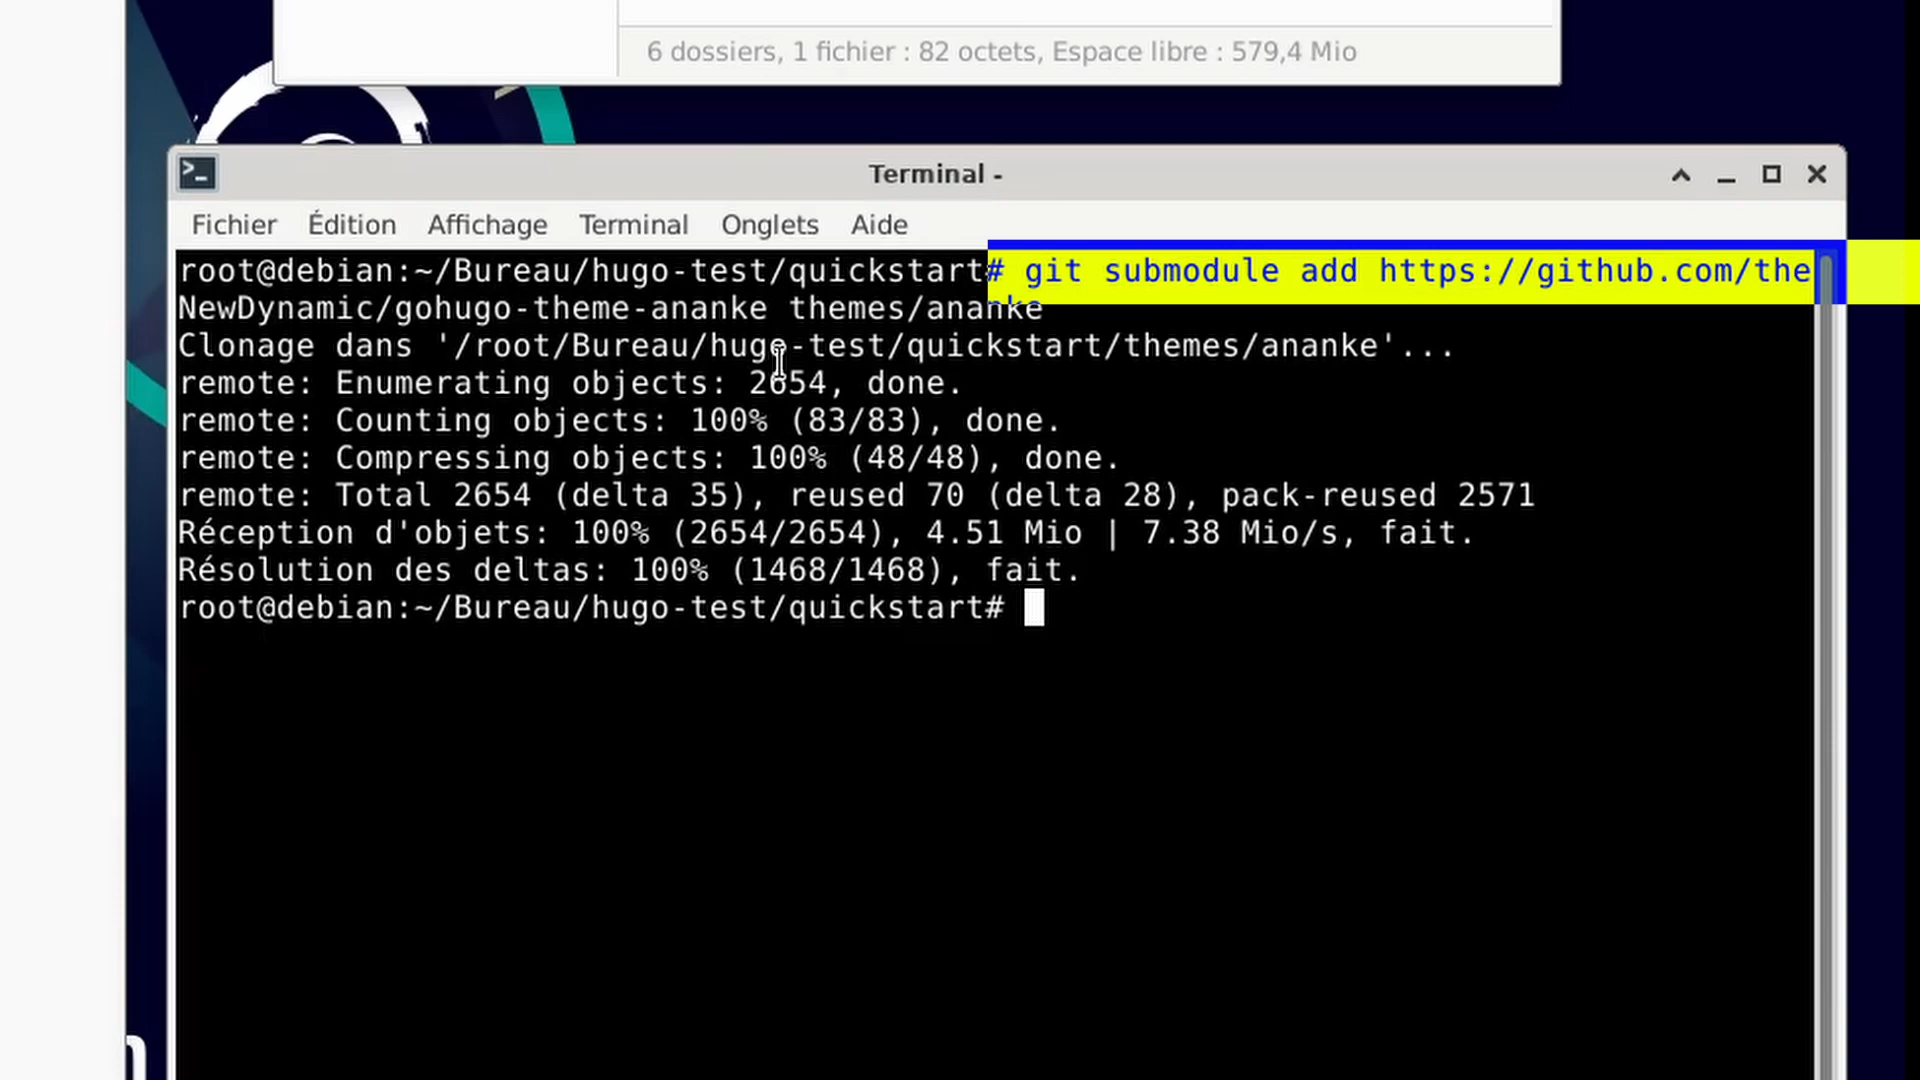 6 dossiers, 1 fichier : 82 octets, Espace libre : 579,4 Mio
Terminal -
Fichier Édition Affichage Terminal Onglets Aide
root@debian:~/Bureau/hugo-test/quickstart# git submodule add https://github.com/the
NewDynamic/gohugo-theme-ananke themes/ananke
Clonage dans '/root/Bureau/hugo-test/quickstart/themes/ananke'...
remote: Enumerating objects: 2654, done.
remote: Counting objects: 100% (83/83), done.
remote: Compressing objects: 100% (48/48), done.
remote: Total 2654 (delta 35), reused 70 (delta 28), pack-reused 2571
Réception d'objets: 100% (2654/2654), 4.51 Mio | 7.38 Mio/s, fait.
Résolution des deltas: 100% (1468/1468), fait.
root@debian:~/Bureau/hugo-test/quickstart#